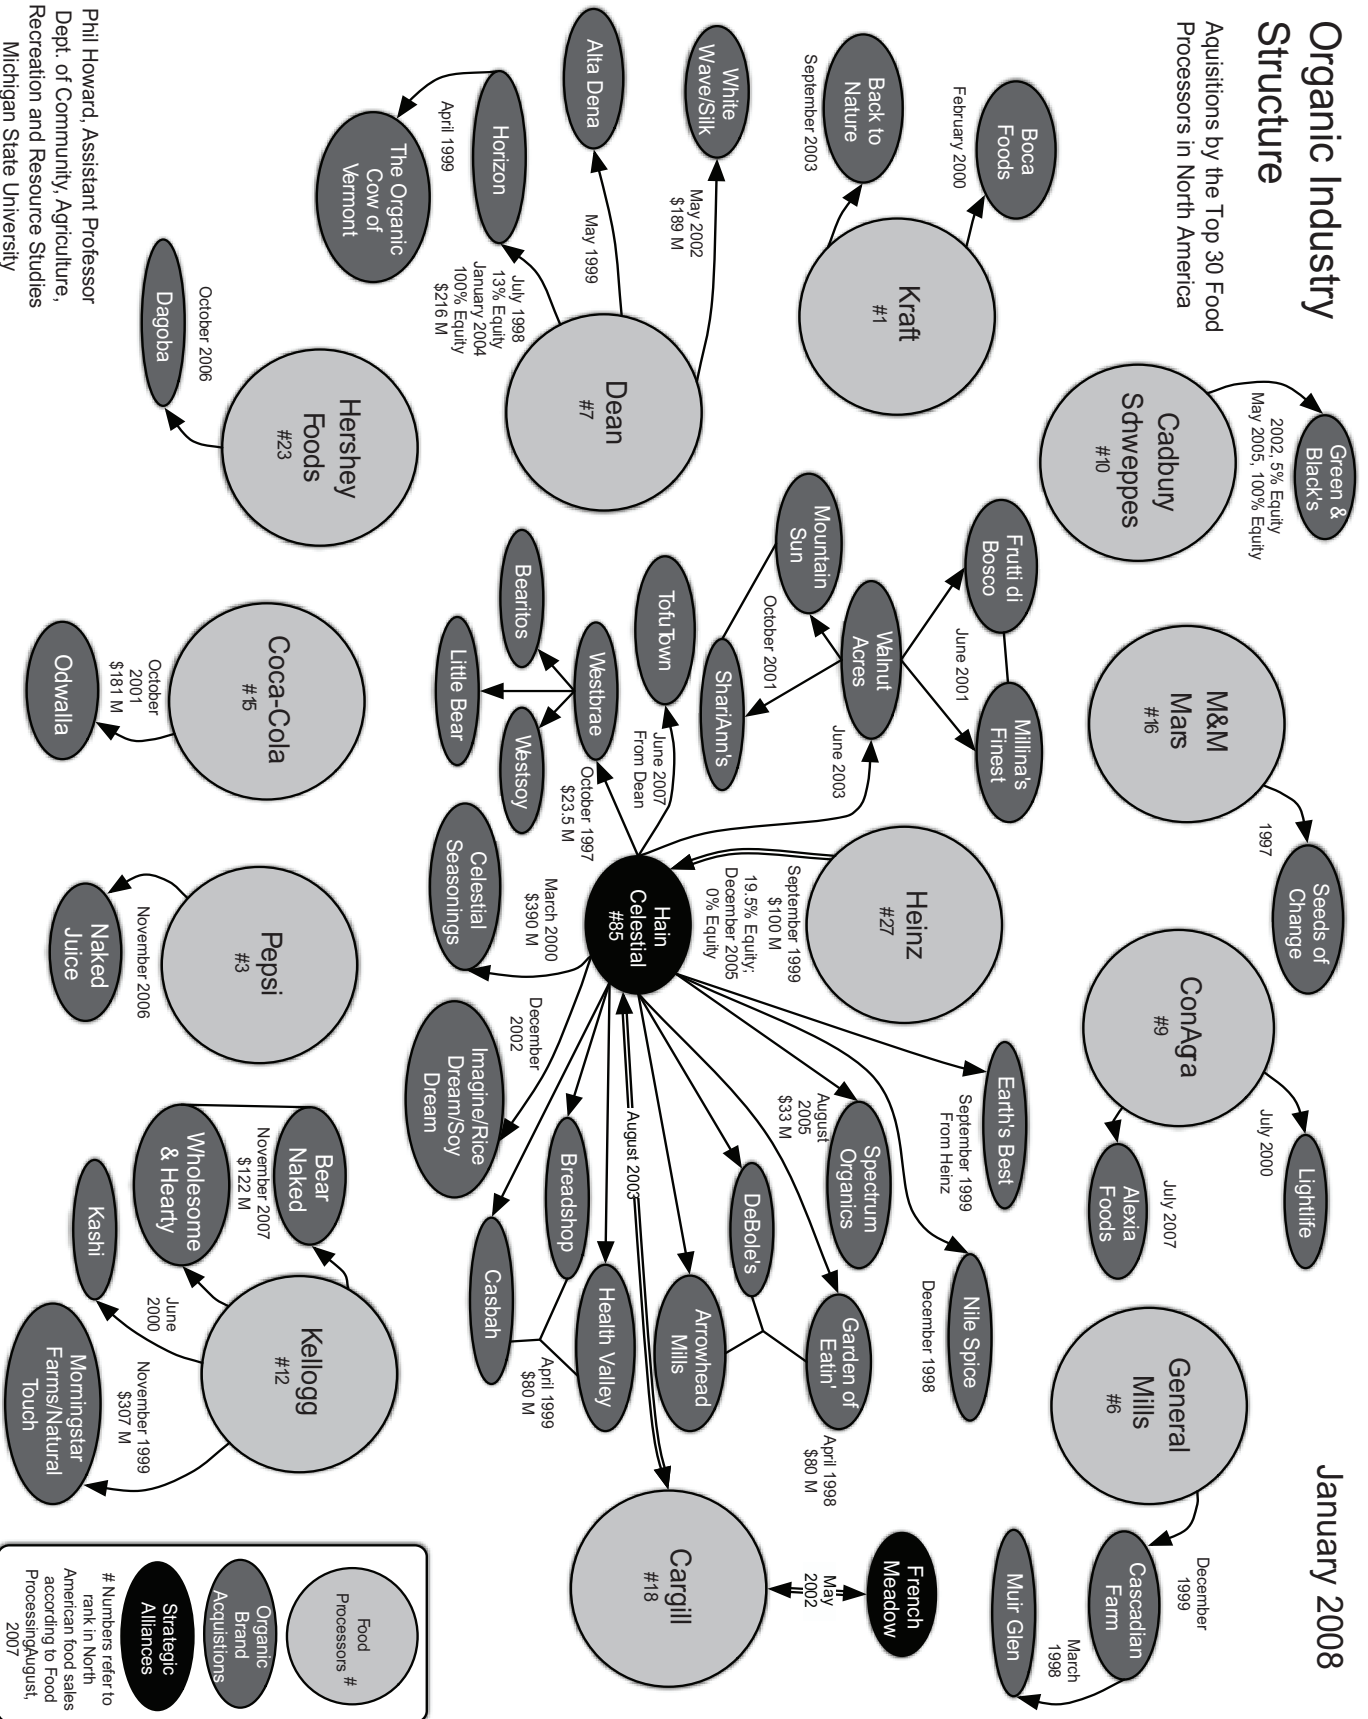 Organic Industry
Structure
Aquisitions by the Top 30 Food
Processors in North America
January 2008
Boca
Foods
February 2000
Back to
Nature
September 2003
Kraft
#1
Green &
Black's
2002, 5% Equity
May 2005, 100% Equity
Cadbury
Schweppes
#10
M&M
Mars
#16
1997
Seeds of
Change
ConAgra
#9
July 2000
Lightlife
July 2007
Alexia
Foods
General
Mills
#6
December
1999
Cascadian
Farm
March
1998
Muir Glen
White
Wave/Silk
May 2002
$189 M
Alta Dena
May 1999
Dean
#7
Horizon
July 1998
13% Equity
January 2004
100% Equity
$216 M
April 1999
The Organic
Cow of
Vermont
Frutti di
Bosco
June 2001
Millina's
Finest
Walnut
Acres
Mountain
Sun
October 2001
ShariAnn's
June 2003
TofuTown
June 2007
From Dean
Westbrae
October 1997
$23.5 M
Bearitos
Little Bear
Westsoy
Heinz
#27
September 1999
$100 M
19.5% Equity;
December 2005
0% Equity
Hain
Celestial
#85
Celestial
Seasonings
March 2000
$390 M
Earth's Best
September 1999
From Heinz
Nile Spice
December 1998
Spectrum
Organics
August
2005
$33 M
Garden of
Eatin'
DeBole's
Arrowhead
Mills
April 1998
$80 M
August 2003
Health Valley
Breadshop
Casbah
April 1999
$80 M
December
2002
Imagine/Rice
Dream/Soy
Dream
French
Meadow
May
2002
Cargill
#18
Hershey
Foods
#23
October 2006
Dagoba
Coca-Cola
#15
October
2001
$181 M
Odwalla
Pepsi
#3
November 2006
Naked
Juice
Kellogg
#12
Bear
Naked
November 2007
$122 M
Wholesome
& Hearty
June
2000
Kashi
November 1999
$307 M
Morningstar
Farms/Natural
Touch
Phil Howard, Assistant Professor
Dept. of Community, Agriculture,
Recreation and Resource Studies
Michigan State University
Food
Processors #
Organic
Brand
Acquistions
Strategic
Alliances
# Numbers refer to
rank in North
American food sales
according to Food
Processing, August,
2007